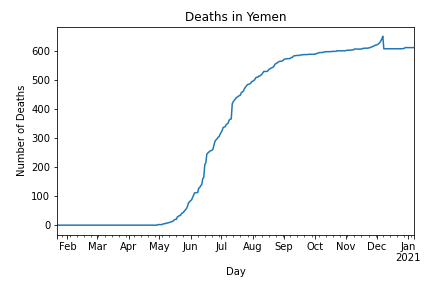 Deaths in Yemen
Number of Deaths
600
500
400
300
200
100
0
Feb Mar Apr May Jun Jul Aug Sep Oct Nov Dec Jan
2021
Day